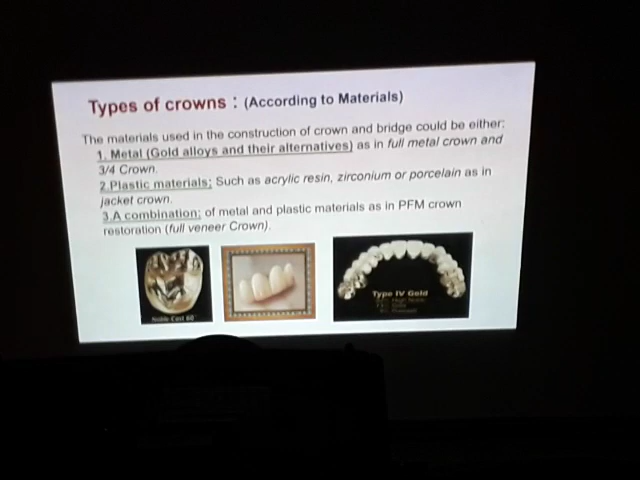 Types of crowns : (According to Materials)
The materials used in the construction of crown and bridge could be either:
1. Metal (Gold alloys and their alternatives) as in full metal crown and
3/4 Crown.
2.Plastic materials: Such as acrylic resin, zirconium or porcelain as in
jacket crown.
3.A combination: of metal and plastic materials as in PFM crown
restoration (full veneer Crown).
Noble Cast 60
Type IV Gold